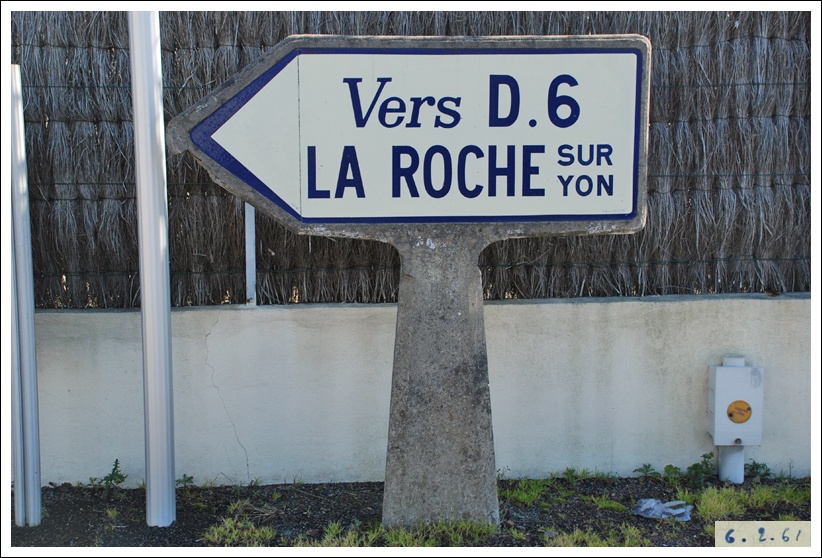 Vers D.6
LA ROCHE SUR YON
6.2.61